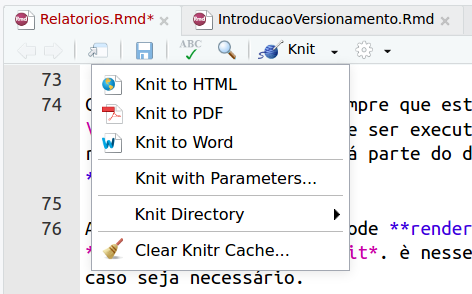 Relatorios.Rmd*
IntroducaoVersionamento.Rmd
ABC
Knit
Knit to HTML
Knit to PDF
Knit to Word
Knit with Parameters...
Knit Directory
Clear Knitr Cache...
73
74
mpre que est
e ser execut
á parte do d
75
76 A
ode **render
it*. è nesse
caso seja necessário.